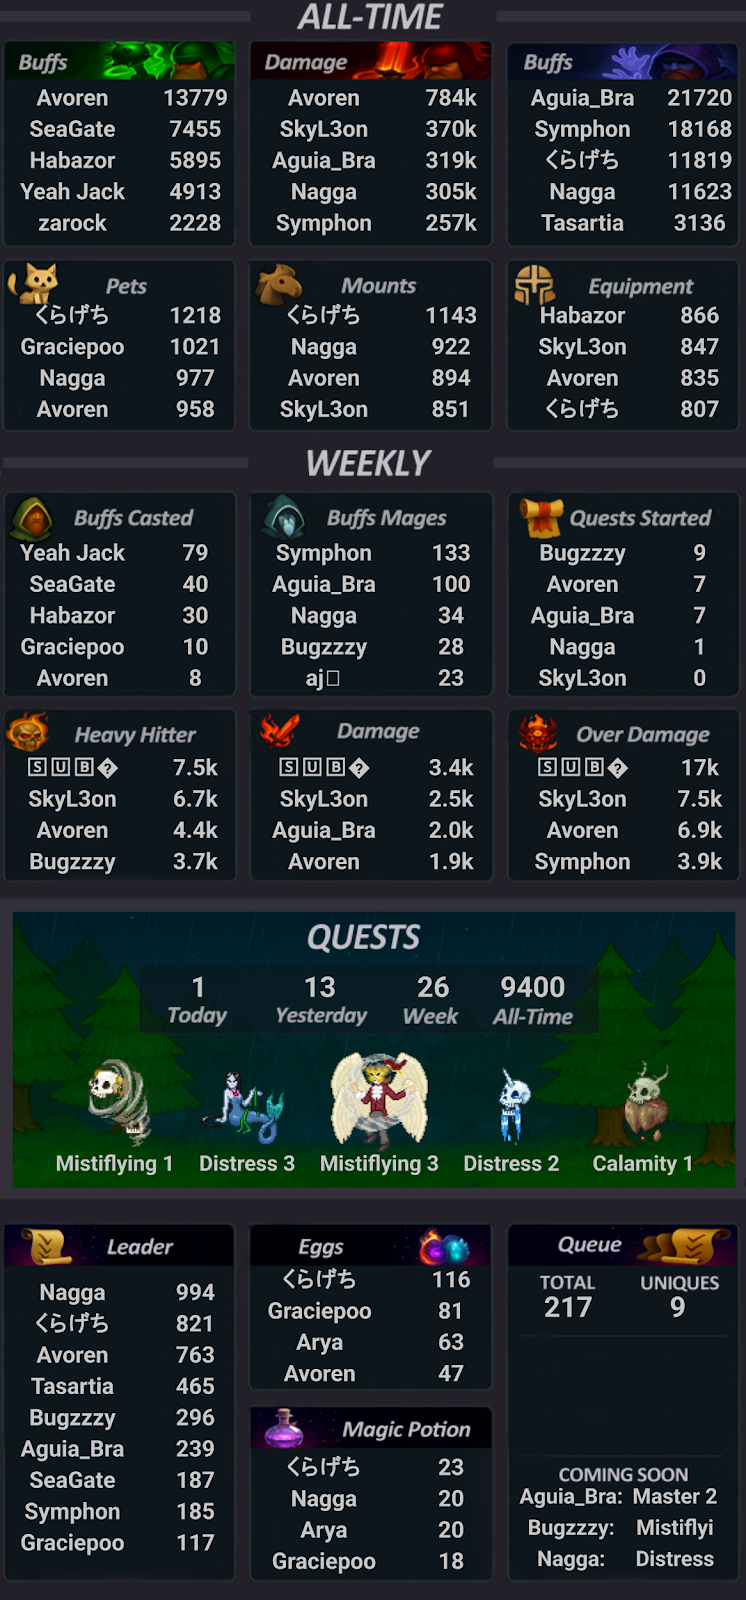 ALL-TIME
Buffs
Avoren 13779
SeaGate 7455
Habazor 5895
Yeah Jack 4913
zarock 2228
Damage
Avoren 784k
SkyL3on 370k
Aguia_Bra 319k
Nagga 305k
Symphon 257k
Buffs
Aguia_Bra 21720
Symphon 18168
くらげち 11819
Nagga 11623
Tasartia 3136
Pets
くらげち 1218
Graciepoo 1021
Nagga 977
Avoren 958
Mounts
くらげち 1143
Nagga 922
Avoren 894
SkyL3on 851
Equipment
Habazor 866
SkyL3on 847
Avoren 835
くらげち 807
WEEKLY
Buffs Casted
Yeah Jack 79
SeaGate 40
Habazor 30
Graciepoo 10
Avoren 8
Buffs Mages
Symphon 133
Aguia_Bra 100
Nagga 34
Bugzzzy 28
aj□ 23
Quests Started
Bugzzzy 9
Avoren 7
Aguia_Bra 7
Nagga 1
SkyL3on 0
Heavy Hitter
🅂🅄🄱� 7.5k
SkyL3on 6.7k
Avoren 4.4k
Bugzzzy 3.7k
Damage
🅂🅄🄱� 3.4k
SkyL3on 2.5k
Aguia_Bra 2.0k
Avoren 1.9k
Over Damage
🅂🅄🄱� 17k
SkyL3on 7.5k
Avoren 6.9k
Symphon 3.9k
QUESTS
1 13 26 9400
Today Yesterday Week All-Time
Mistiflying 1 Distress 3 Mistiflying 3 Distress 2 Calamity 1
Leader
Nagga 994
くらげち 821
Avoren 763
Tasartia 465
Bugzzzy 296
Aguia_Bra 239
SeaGate 187
Symphon 185
Graciepoo 117
Eggs
くらげち 116
Graciepoo 81
Arya 63
Avoren 47
Magic Potion
くらげち 23
Nagga 20
Arya 20
Graciepoo 18
Queue
TOTAL UNIQUES
217 9
COMING SOON
Aguia_Bra: Master 2
Bugzzzy: Mistiflyi
Nagga: Distress